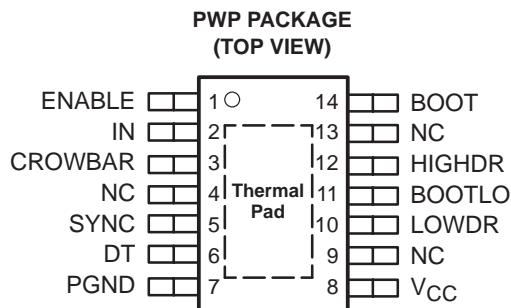 PWP PACKAGE
(TOP VIEW)
ENABLE 1 14 BOOT
IN 2 13 NC
CROWBAR 3 12 HIGHDR
NC 4 Thermal 11 BOOTLO
SYNC 5 Pad 10 LOWDR
DT 6 9 NC
PGND 7 8 VCC